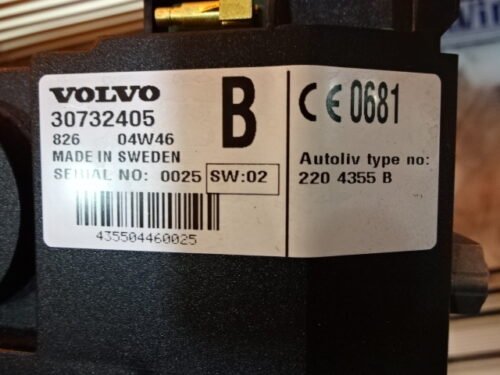 VOLVO
30732405
826 04W46
MADE IN SWEDEN
SERIAL NO: 0025 SW:02
435504460025
B
CE 0681
Autoliv type no:
220 4355 B